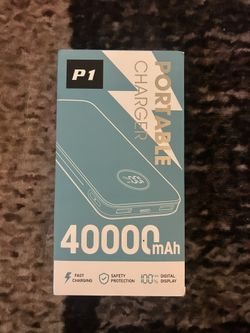 P1
PORTABLE
CHARGER
40000mAh
FAST
CHARGING
SAFETY
PROTECTION
100%
DIGITAL
DISPLAY